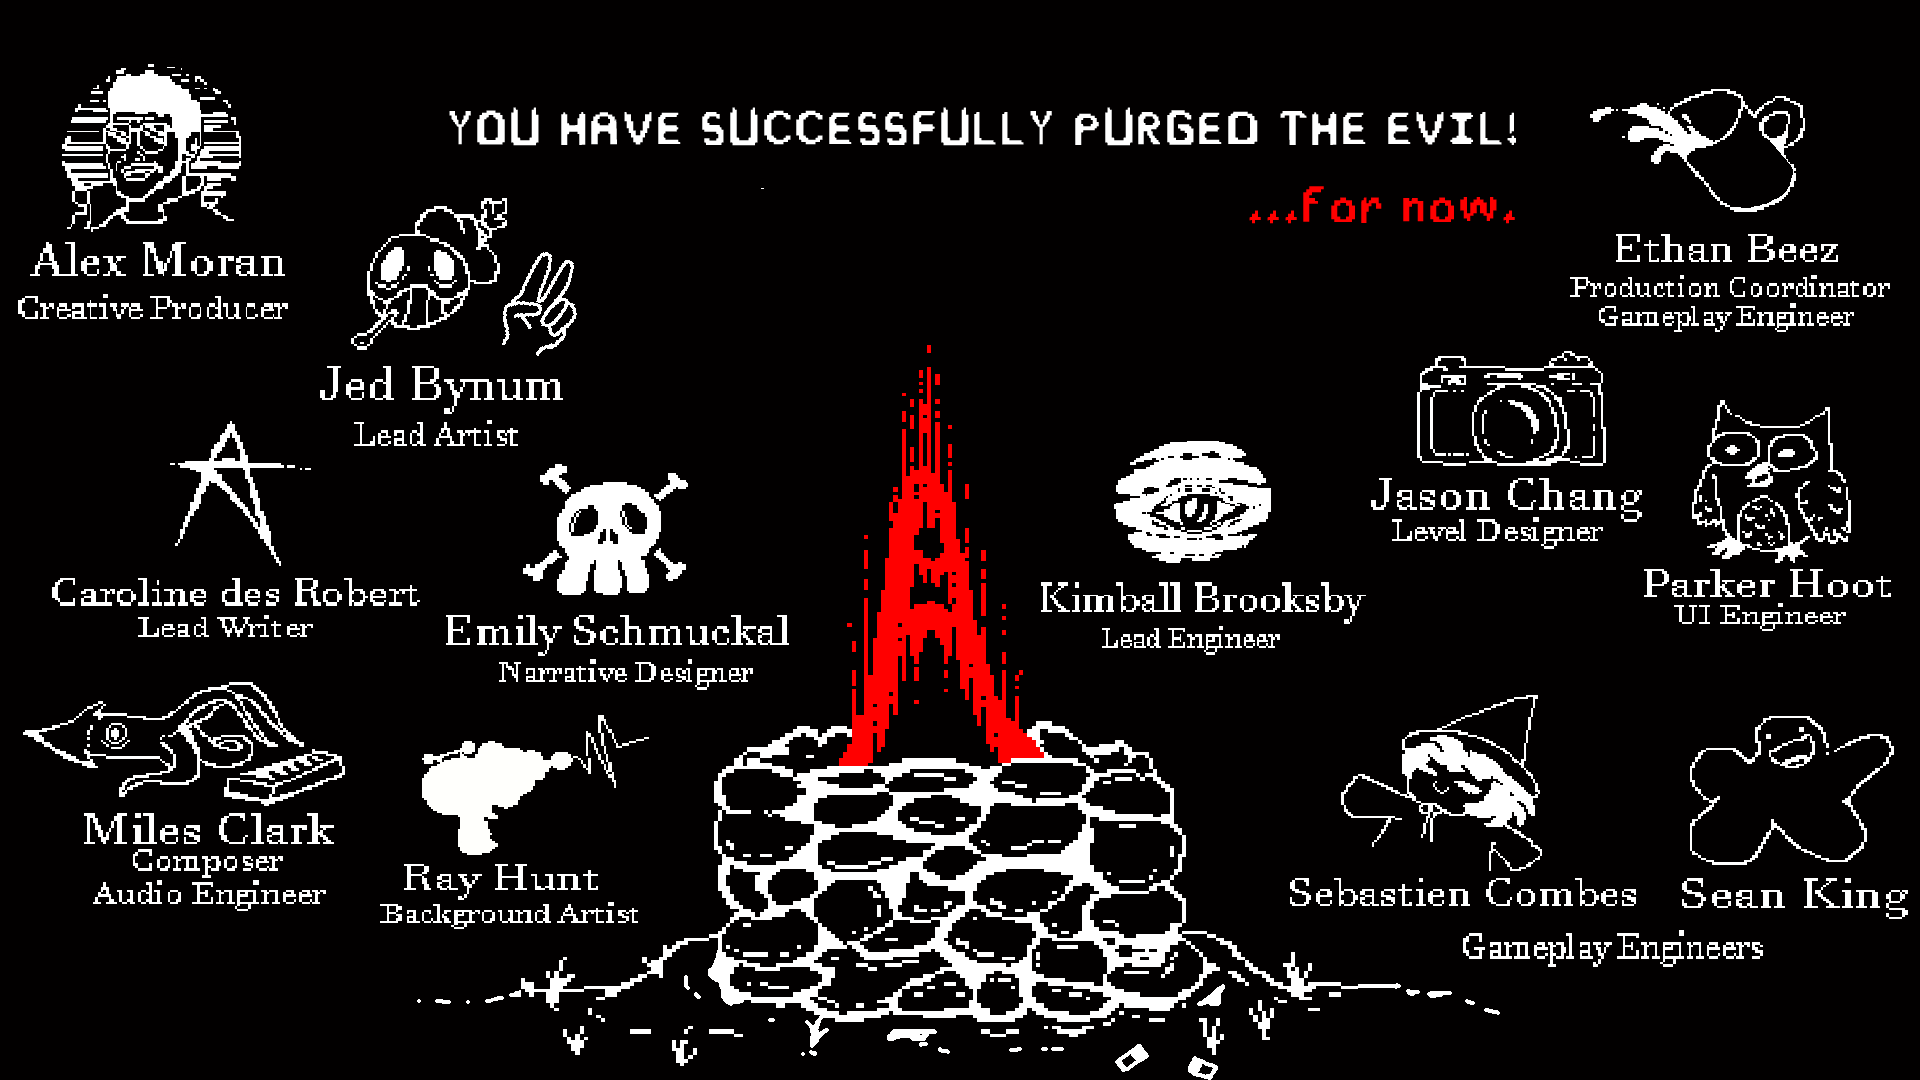 YOU HAVE SUCCESSFULLY PURGED THE EVIL!
...for now.
Alex Moran
Creative Producer
Jed Bynum
Lead Artist
Caroline des Robert
Lead Writer
Emily Schmuckal
Narrative Designer
Miles Clark
Composer
Audio Engineer
Ray Hunt
Background Artist
Ethan Beez
Production Coordinator
Gameplay Engineer
Jason Chang
Level Designer
Parker Hoot
UI Engineer
Kimball Brooksby
Lead Engineer
Sebastien Combes
Sean King
Gameplay Engineers